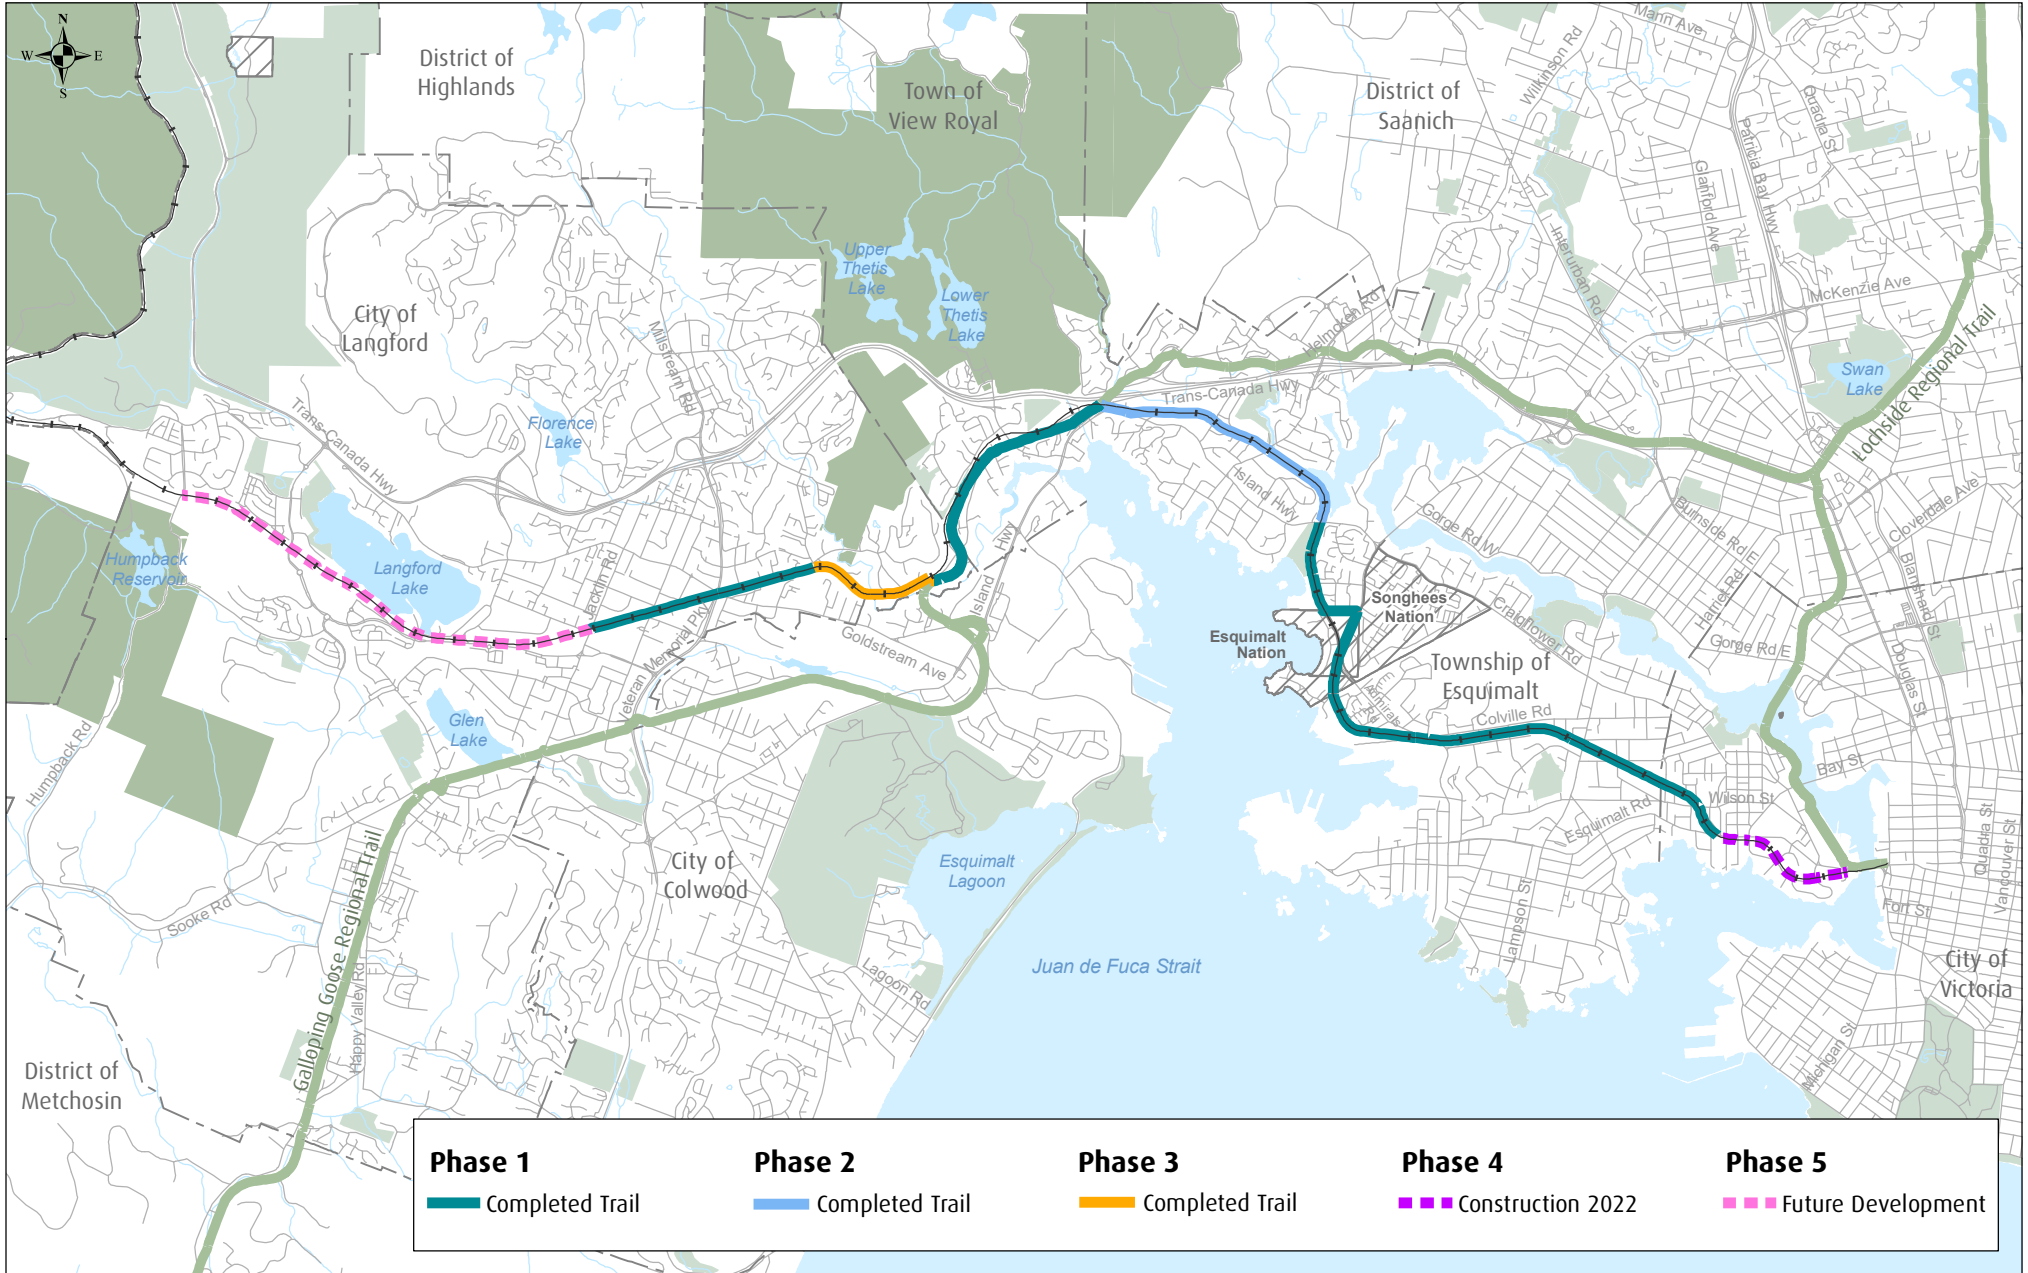 N
W
E
S
District of
Highlands
Town of
View Royal
District of
Saanich
Mann Ave
Wilkinson Rd
Quadra St
Patricia Bay Hwy
Glanford Ave
Interurban Rd
McKenzie Ave
Upper
Thetis
Lake
Lower
Thetis
Lake
City of
Langford
Millstream Rd
Helmcken Rd
Trans-Canada Hwy
Swan
Lake
Lochside Regional Trail
Trans-Canada Hwy
Florence
Lake
Island Hwy
Gorge Rd W
Burnside Rd E
Cloverdale Ave
Humpback
Reservoir
Langford
Lake
Jacklin Rd
Island Hwy
Harriet Rd
Blanshard St
Songhees
Nation
Craigflower Rd
Esquimalt
Nation
Veteran Memorial Pky
Goldstream Ave
Gorge Rd E
Township of
Esquimalt
Admirals Rd
Colville Rd
Douglas St
Glen
Lake
Humpback Rd
Bay St
Wilson St
Esquimalt Rd
Quadra St
Vancouver St
City of
Colwood
Esquimalt
Lagoon
Sooke Rd
Galloping Goose Regional Trail
Happy Valley Rd
Lampson St
Fort St
Lagoon Rd
Juan de Fuca Strait
City of
Victoria
Michigan St
District of
Metchosin
Phase 1
Completed Trail
Phase 2
Completed Trail
Phase 3
Completed Trail
Phase 4
Construction 2022
Phase 5
Future Development